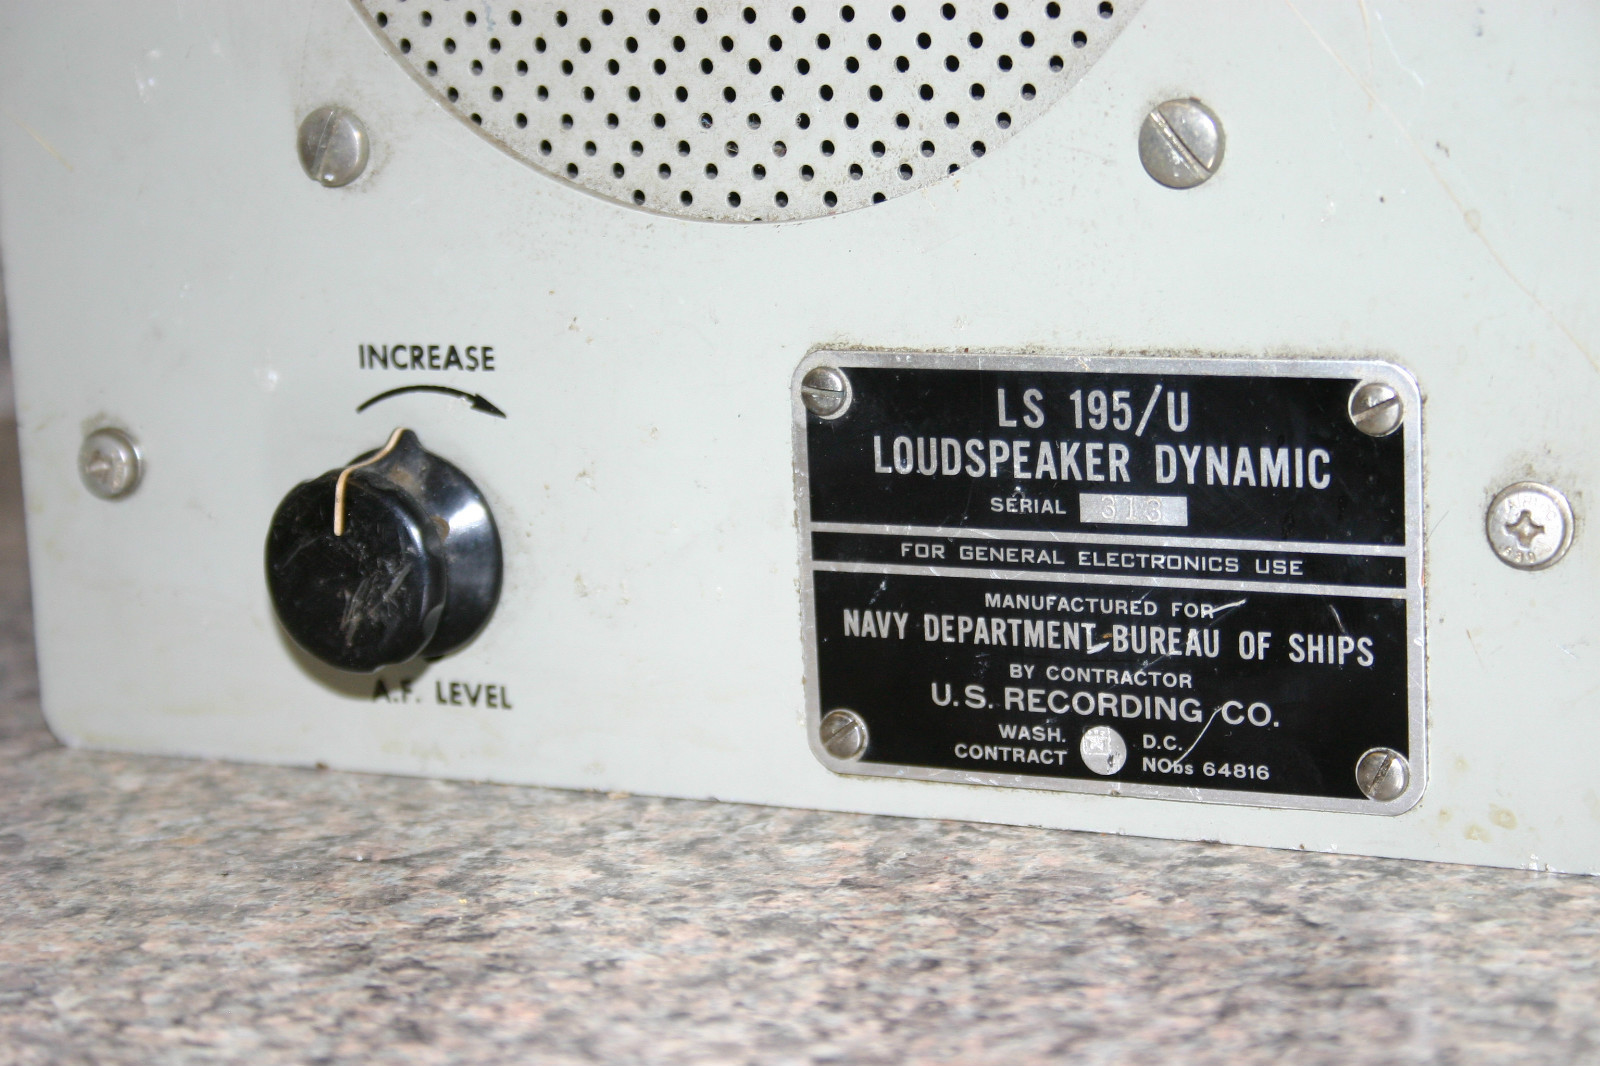 INCREASE
A.F. LEVEL
LS 195/U
LOUDSPEAKER DYNAMIC
SERIAL 313
FOR GENERAL ELECTRONICS USE
MANUFACTURED FOR
NAVY DEPARTMENT-BUREAU OF SHIPS
BY CONTRACTOR
U.S. RECORDING CO.
WASH. D.C.
CONTRACT NObs 64816